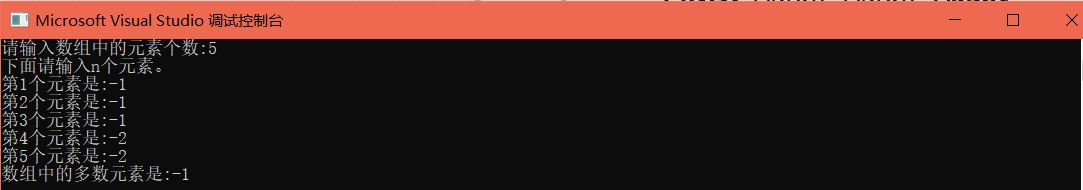 Microsoft Visual Studio 调试控制台
请输入数组中的元素个数:5
下面请输入n个元素。
第1个元素是:-1
第2个元素是:-1
第3个元素是:-1
第4个元素是:-2
第5个元素是:-2
数组中的多数元素是:-1